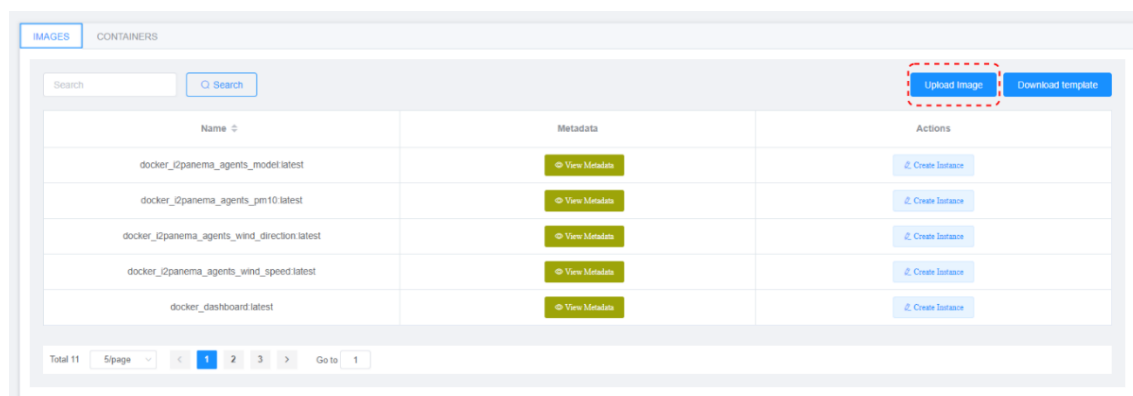 IMAGES CONTAINERS
Search Search Upload Image Download template
Name Metadata Actions
docker_i2panema_agents_model:latest View Metadata Create Instance
docker_i2panema_agents_pm10:latest View Metadata Create Instance
docker_i2panema_agents_wind_direction:latest View Metadata Create Instance
docker_i2panema_agents_wind_speed:latest View Metadata Create Instance
docker_dashboard:latest View Metadata Create Instance
Total 11 5/page < 1 2 3 > Go to 1